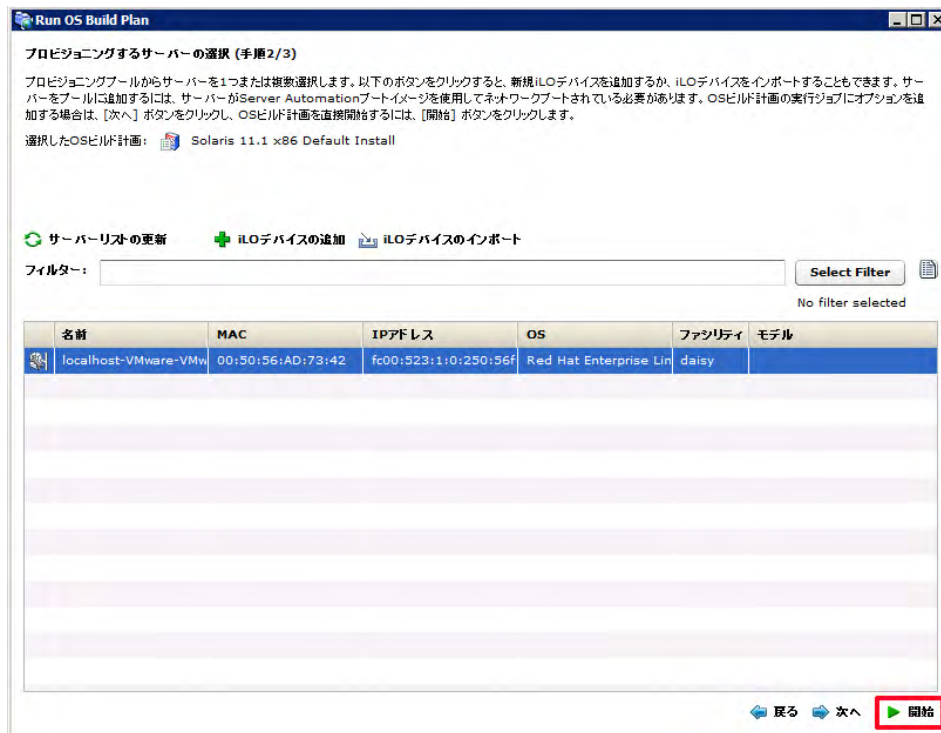 Run OS Build Plan
プロビジョニングするサーバーの選択 (手順2/3)
プロビジョニングプールからサーバーを1つまたは複数選択します。以下のボタンをクリックすると、新規iLOデバイスを追加するか、iLOデバイスをインポートすることもできます。サー
バーをプールに追加するには、サーバーがServer Automationブートイメージを使用してネットワークブートされている必要があります。OSビルド計画の実行ジョブにオプションを追
加する場合は、[次へ] ボタンをクリックし、OSビルド計画を直接開始するには、[開始] ボタンをクリックします。
選択したOSビルド計画: Solaris 11.1 x86 Default Install
サーバーリストの更新 iLOデバイスの追加 iLOデバイスのインポート
フィルター: Select Filter
No filter selected
名前 MAC IPアドレス OS ファシリティ モデル
localhost-VMware-VMw 00:50:56:AD:73:42 fc00:523:1:0:250:56f Red Hat Enterprise Lin daisy
戻る 次へ 開始